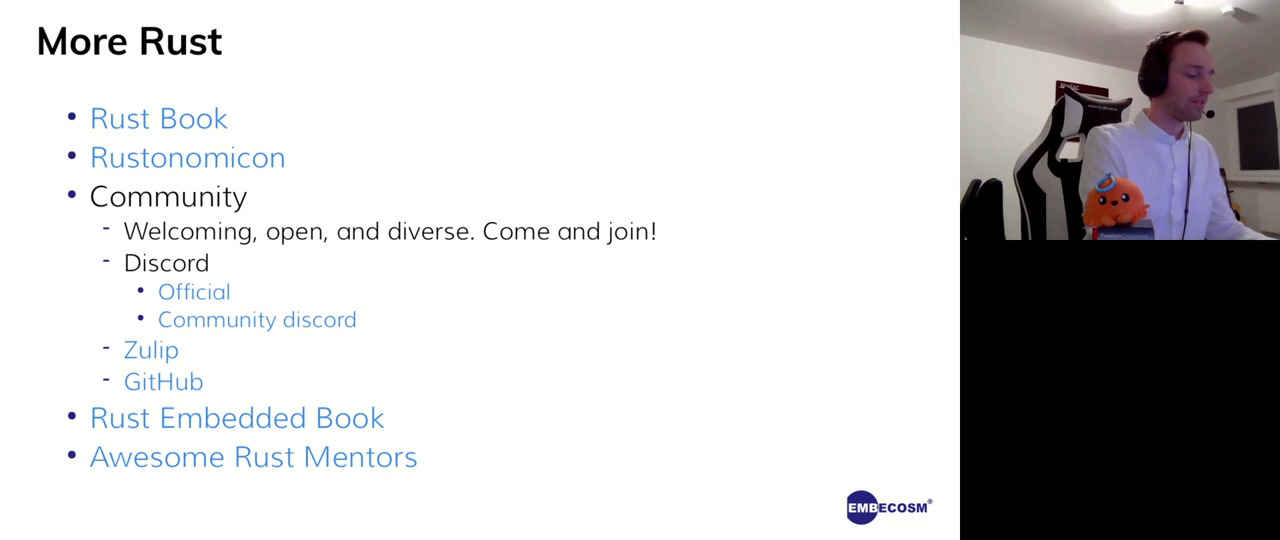 More Rust
• Rust Book
• Rustonomicon
• Community
- Welcoming, open, and diverse. Come and join!
- Discord
• Official
• Community discord
- Zulip
- GitHub
• Rust Embedded Book
• Awesome Rust Mentors
EMBECOSM®